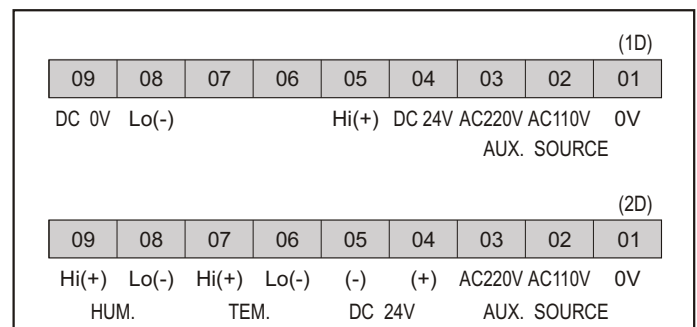 (1D)
09 08 07 06 05 04 03 02 01
DC 0V Lo(-) Hi(+) DC 24V AC220V AC110V 0V
AUX. SOURCE
(2D)
09 08 07 06 05 04 03 02 01
Hi(+) Lo(-) Hi(+) Lo(-) (-) (+) AC220V AC110V 0V
HUM. TEM. DC 24V AUX. SOURCE